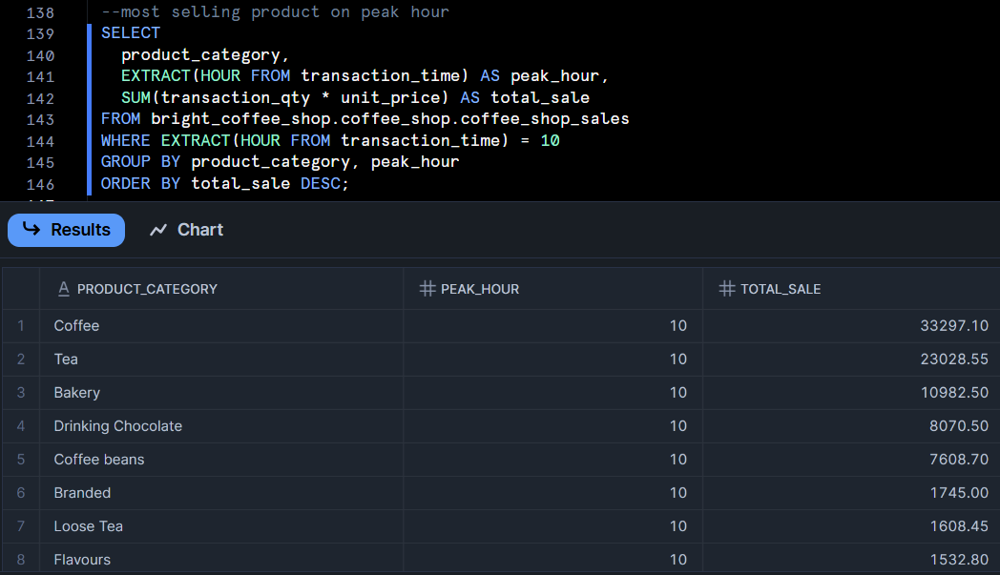 138 --most selling product on peak hour
139 SELECT
140 product_category,
141 EXTRACT(HOUR FROM transaction_time) AS peak_hour,
142 SUM(transaction_qty * unit_price) AS total_sale
143 FROM bright_coffee_shop.coffee_shop.coffee_shop_sales
144 WHERE EXTRACT(HOUR FROM transaction_time) = 10
145 GROUP BY product_category, peak_hour
146 ORDER BY total_sale DESC;
Results Chart
A PRODUCT_CATEGORY # PEAK_HOUR # TOTAL_SALE
1 Coffee 10 33297.10
2 Tea 10 23028.55
3 Bakery 10 10982.50
4 Drinking Chocolate 10 8070.50
5 Coffee beans 10 7608.70
6 Branded 10 1745.00
7 Loose Tea 10 1608.45
8 Flavours 10 1532.80